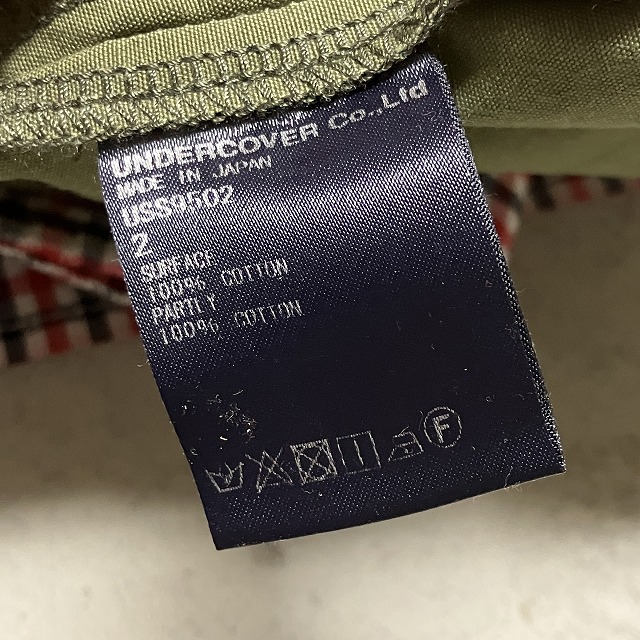 UNDERCOVER Co.,Ltd
MADE IN JAPAN
USS9502
2
SURFACE
100% COTTON
PARTLY
100% COTTON
F